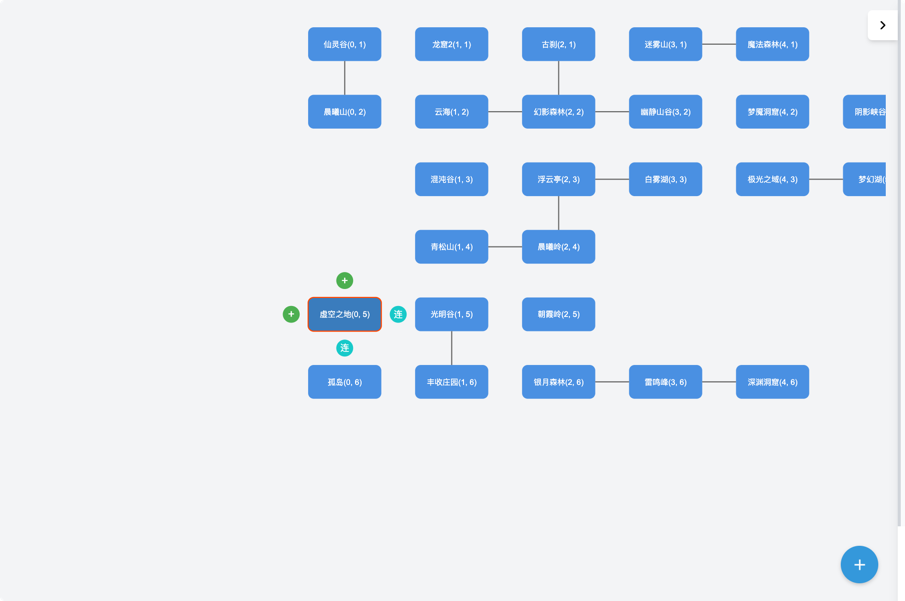 仙灵谷(0, 1)
龙窟2(1, 1)
古刹(2, 1)
迷雾山(3, 1)
魔法森林(4, 1)
晨曦山(0, 2)
云海(1, 2)
幻影森林(2, 2)
幽静山谷(3, 2)
梦魔洞窟(4, 2)
阴影峡谷
混沌谷(1, 3)
浮云亭(2, 3)
白雾湖(3, 3)
极光之域(4, 3)
梦幻湖(
青松山(1, 4)
晨曦岭(2, 4)
+
+
虚空之地(0, 5)
连
光明谷(1, 5)
朝霞岭(2, 5)
连
孤岛(0, 6)
丰收庄园(1, 6)
银月森林(2, 6)
雷鸣峰(3, 6)
深渊洞窟(4, 6)
+